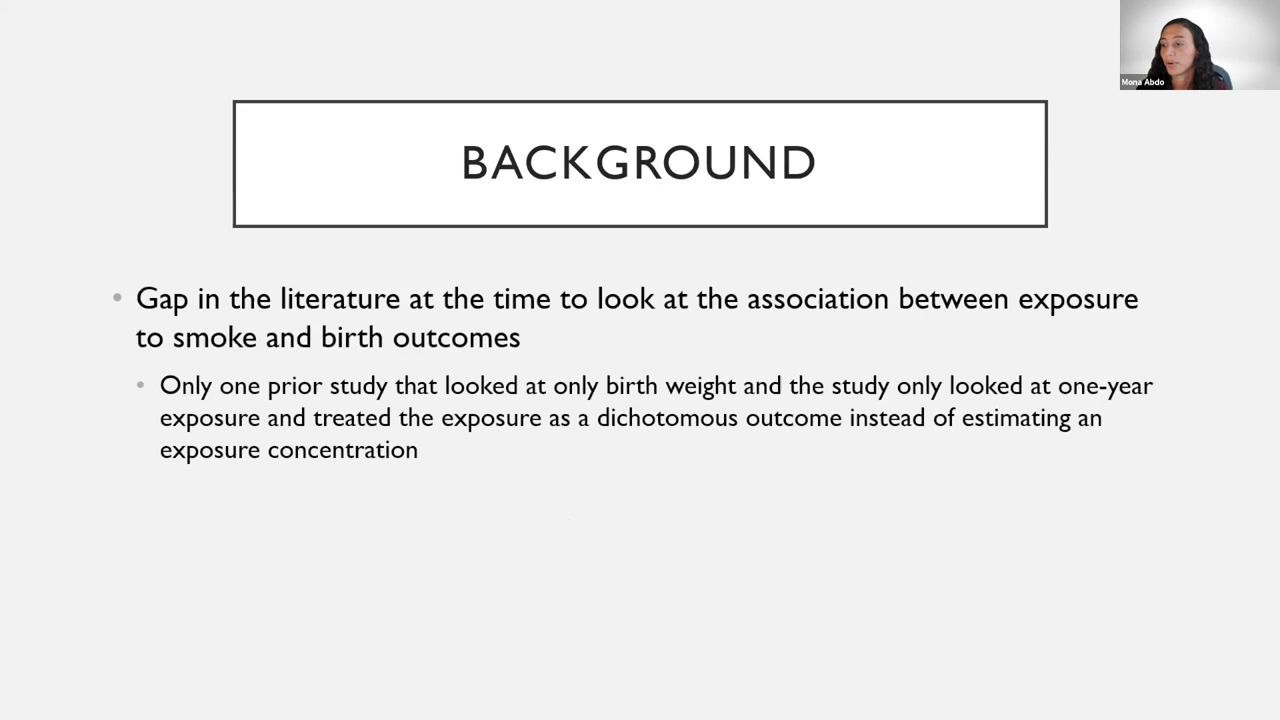 Mona Abdo
BACKGROUND
• Gap in the literature at the time to look at the association between exposure
to smoke and birth outcomes
• Only one prior study that looked at only birth weight and the study only looked at one-year
exposure and treated the exposure as a dichotomous outcome instead of estimating an
exposure concentration